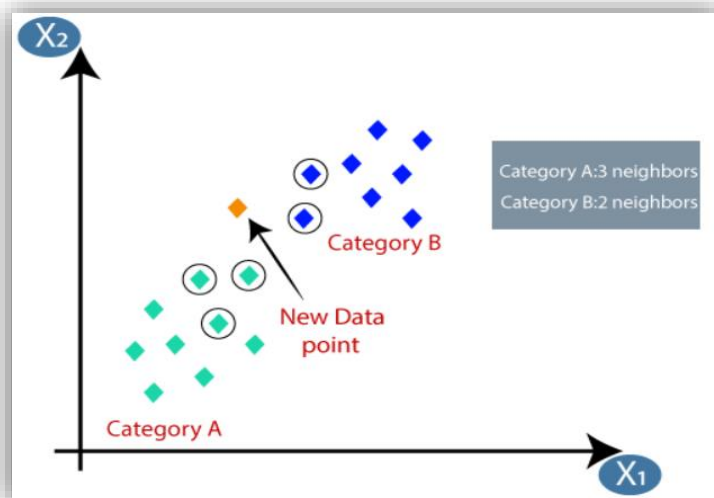 X2
Category A:3 neighbors
Category B:2 neighbors
Category B
New Data
point
Category A
X1